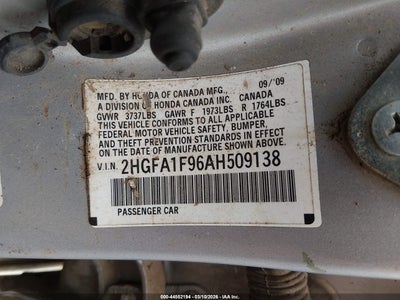 MFD. BY HONDA OF CANADA MFG. 09/'09
A DIVISION OF HONDA CANADA INC. CANADA
GVWR 3737LBS GAWR F 1973LBS R 1764LBS
THIS VEHICLE CONFORMS TO ALL APPLICABLE
FEDERAL MOTOR VEHICLE SAFETY, BUMPER,
AND THEFT PREVENTION STANDARDS IN EFFECT
ON THE DATE OF MANUFACTURE SHOWN ABOVE.
V.I.N. 2HGFA1F96AH509138
PASSENGER CAR
000-44552194 - 03/10/2026 - IAA Inc.